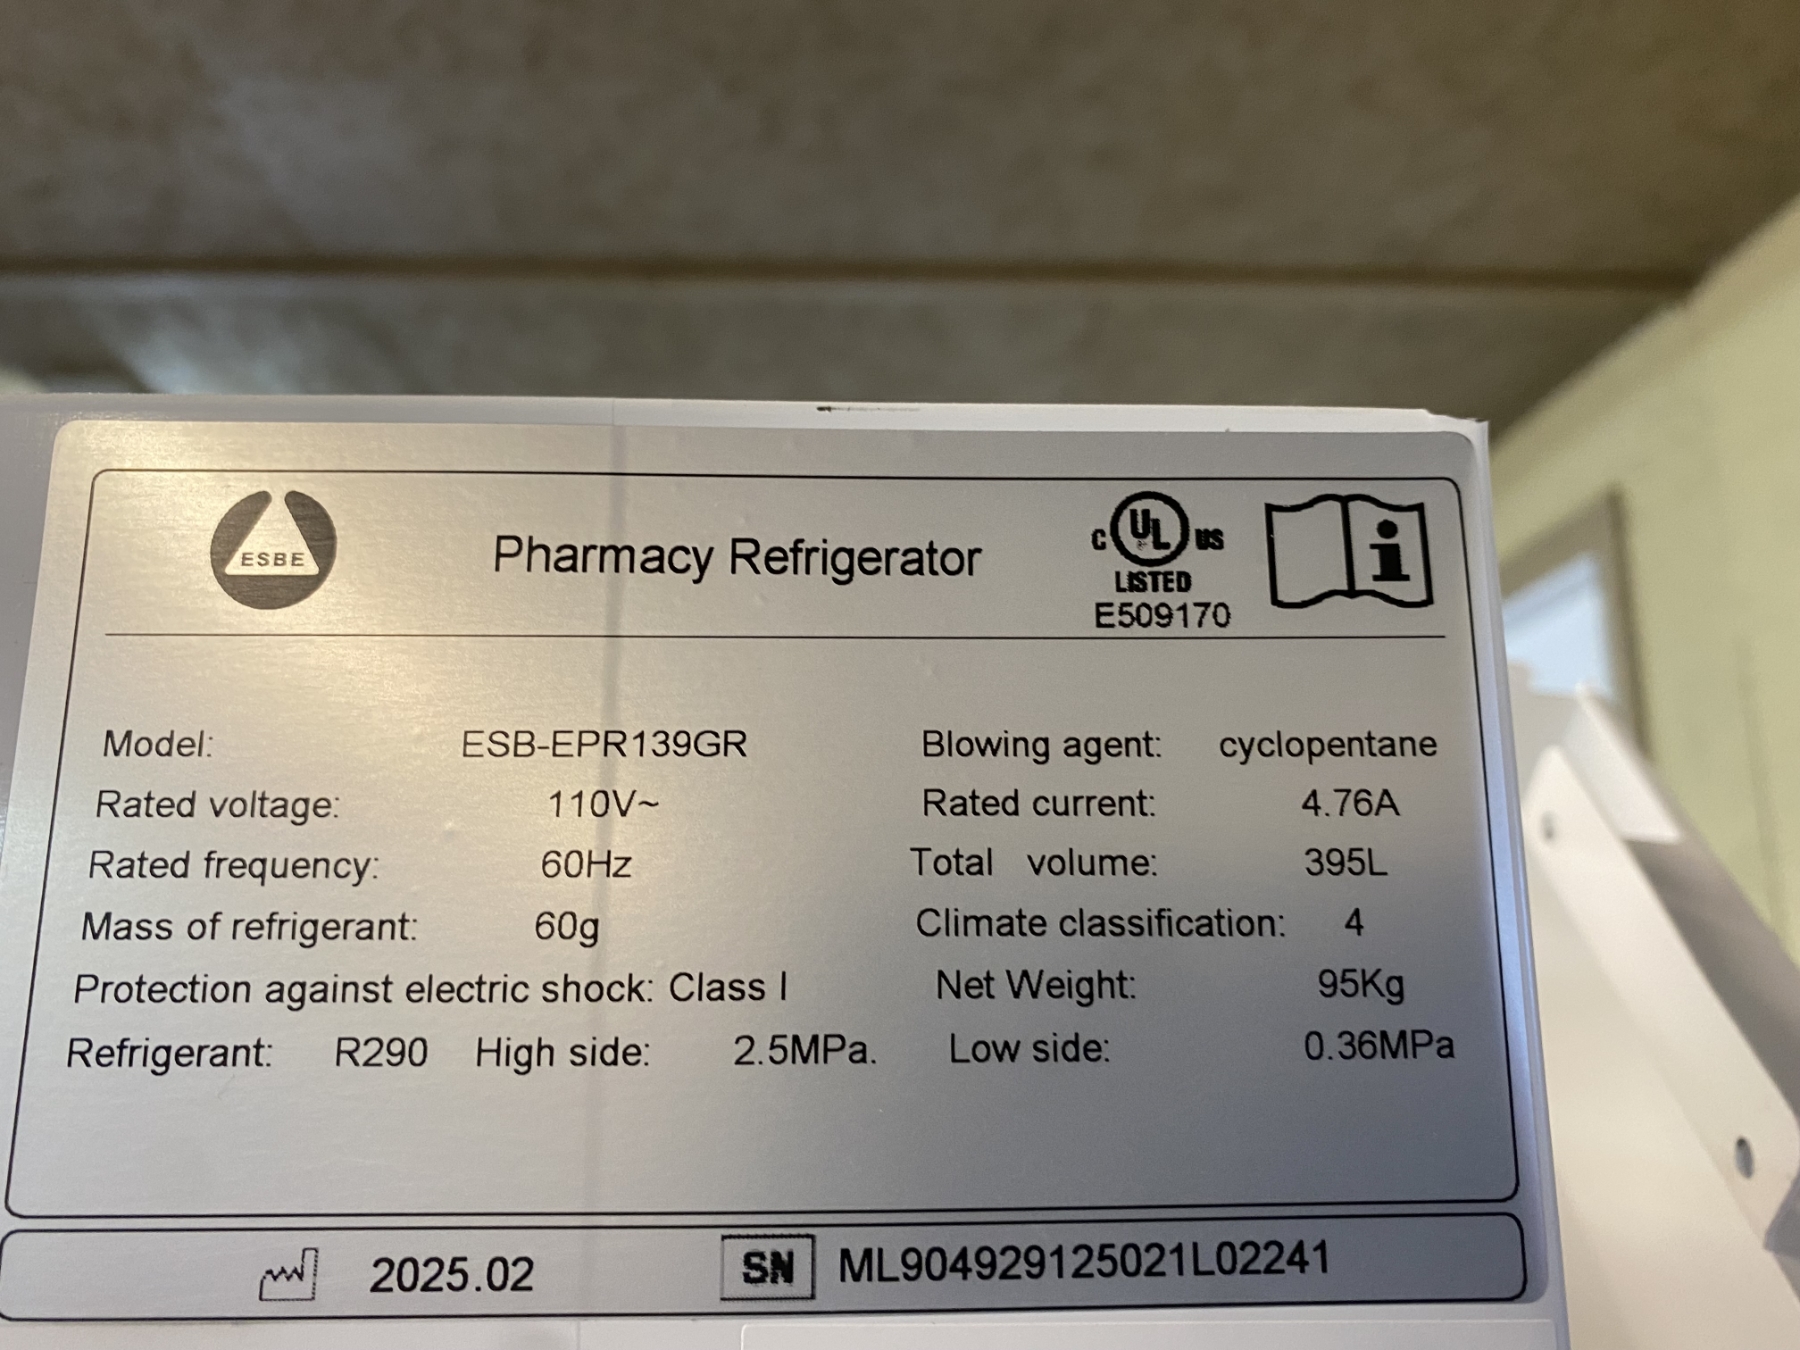 ESBE
Pharmacy Refrigerator
C UL US
LISTED
E509170
Model: ESB-EPR139GR Blowing agent: cyclopentane
Rated voltage: 110V~ Rated current: 4.76A
Rated frequency: 60Hz Total volume: 395L
Mass of refrigerant: 60g Climate classification: 4
Protection against electric shock: Class I Net Weight: 95Kg
Refrigerant: R290 High side: 2.5MPa. Low side: 0.36MPa
2025.02 SN ML904929125021L02241